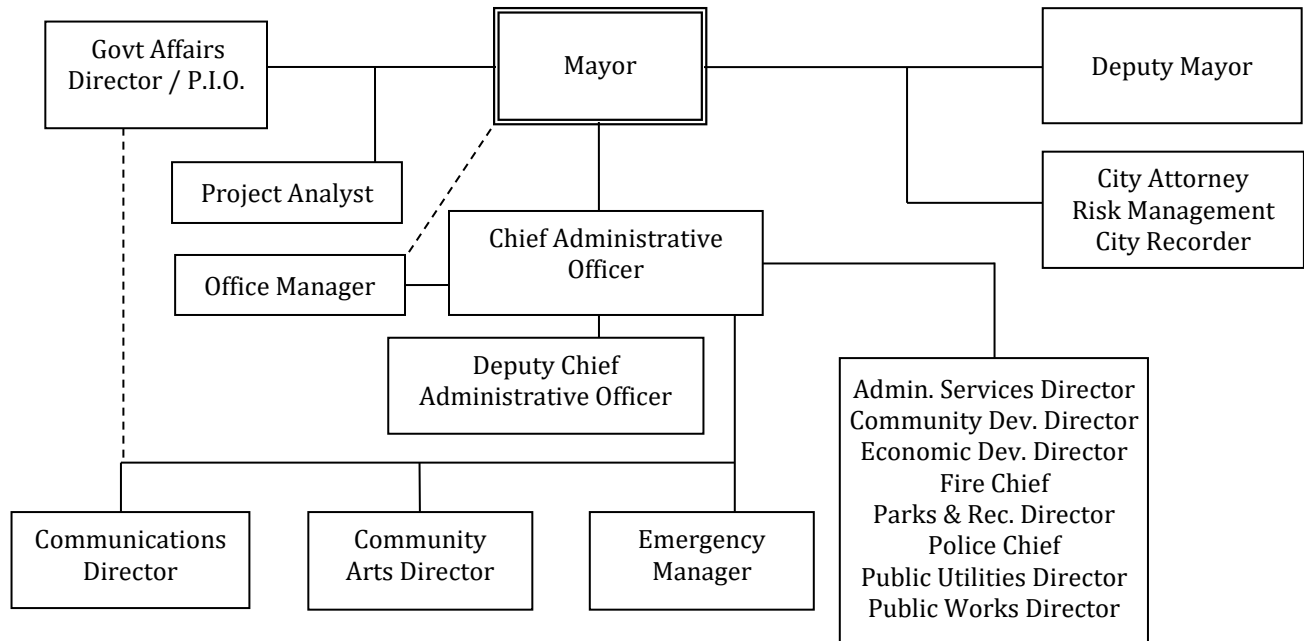 Govt Affairs
Director / P.I.O.
Mayor
Deputy Mayor
Project Analyst
City Attorney
Risk Management
City Recorder
Chief Administrative
Officer
Office Manager
Deputy Chief
Administrative Officer
Admin. Services Director
Community Dev. Director
Economic Dev. Director
Fire Chief
Parks & Rec. Director
Police Chief
Public Utilities Director
Public Works Director
Communications
Director
Community
Arts Director
Emergency
Manager